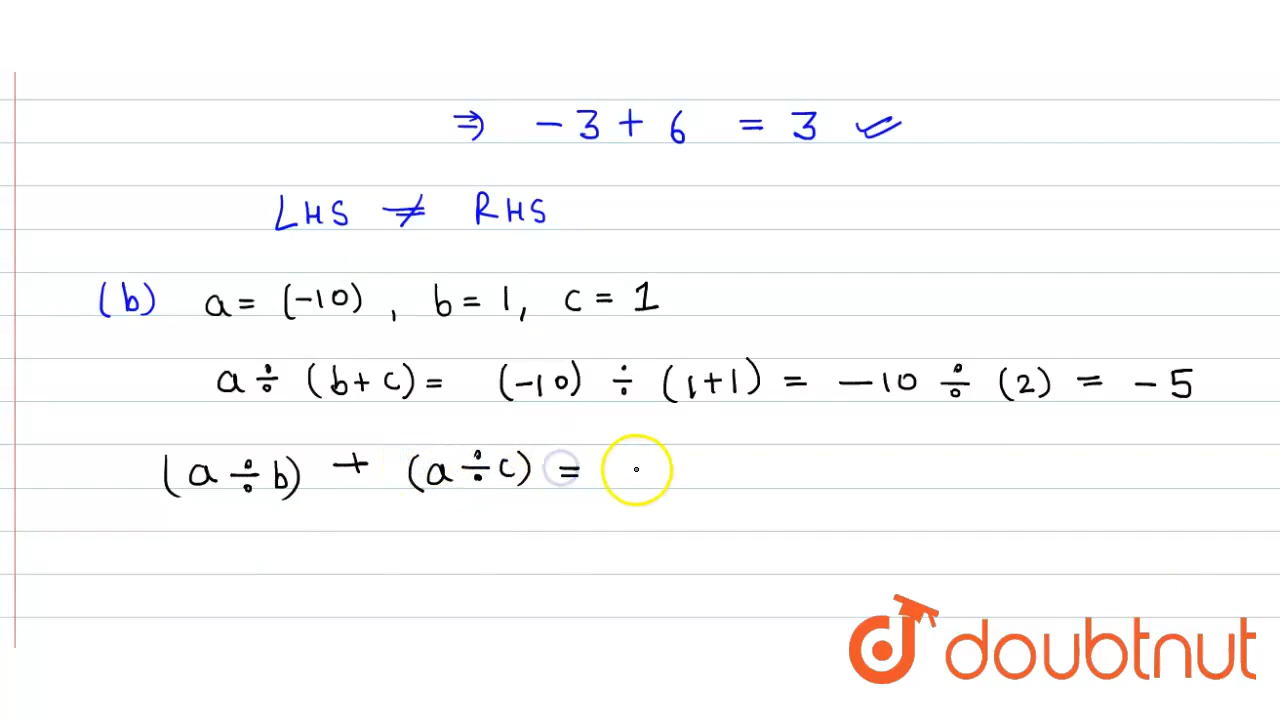 ⇒ - 3 + 6 = 3 ✓
LHS ≠ RHS
(b) a = (-10) , b = 1, c = 1
a ÷ (b+c) = (-10) ÷ (1+1) = -10 ÷ (2) = -5
(a ÷ b) + (a ÷ c) =
doubtnut